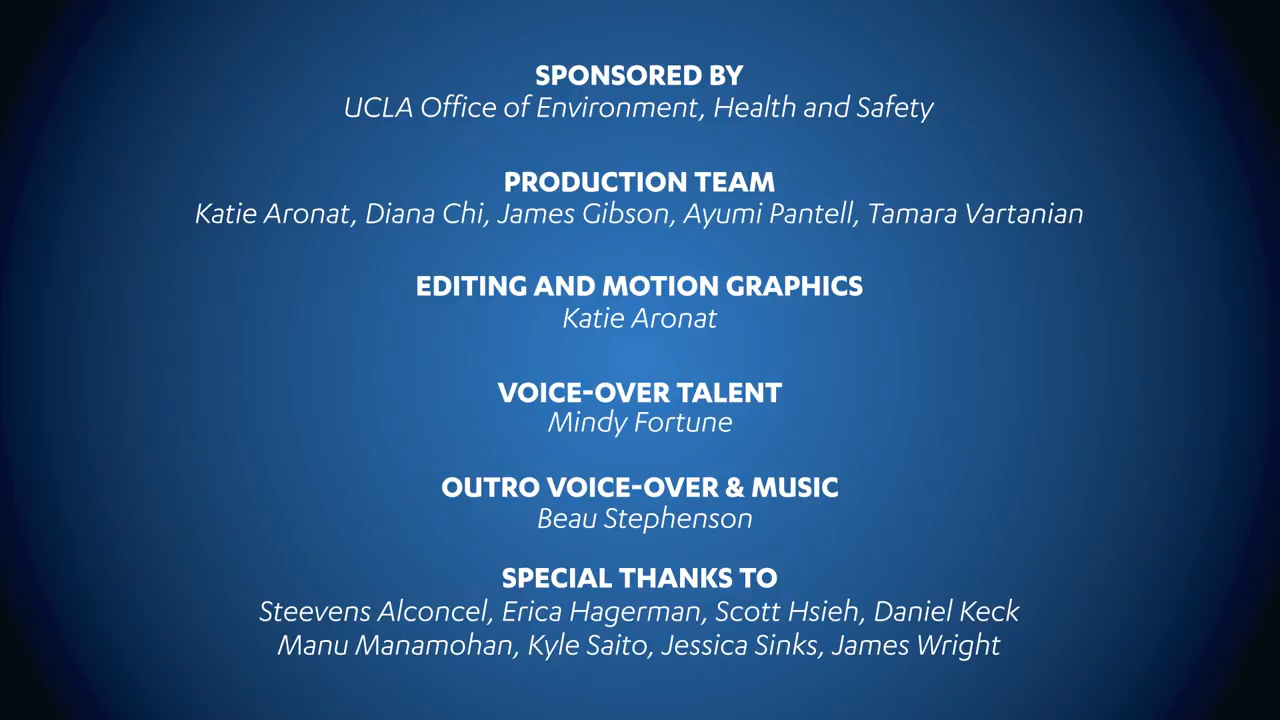 SPONSORED BY
UCLA Office of Environment, Health and Safety
PRODUCTION TEAM
Katie Aronat, Diana Chi, James Gibson, Ayumi Pantell, Tamara Vartanian
EDITING AND MOTION GRAPHICS
Katie Aronat
VOICE-OVER TALENT
Mindy Fortune
OUTRO VOICE-OVER & MUSIC
Beau Stephenson
SPECIAL THANKS TO
Steevens Alconcel, Erica Hagerman, Scott Hsieh, Daniel Keck
Manu Manamohan, Kyle Saito, Jessica Sinks, James Wright